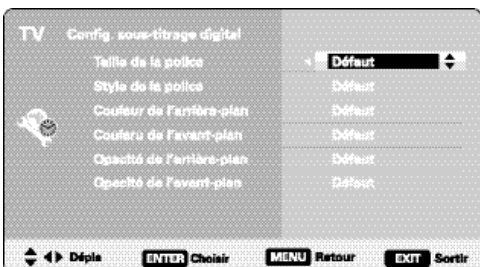 TV Config. sous-titrage digital
Taille de la police Défaut
Style de la police Défaut
Couleur de l'arrière-plan Défaut
Couleru de l'avant-plan Défaut
Opacité de l'arrière-plan Défaut
Opacité de l'avant-plan Défaut
Dépla ENTER Choisir MENU Retour EXIT Sortir